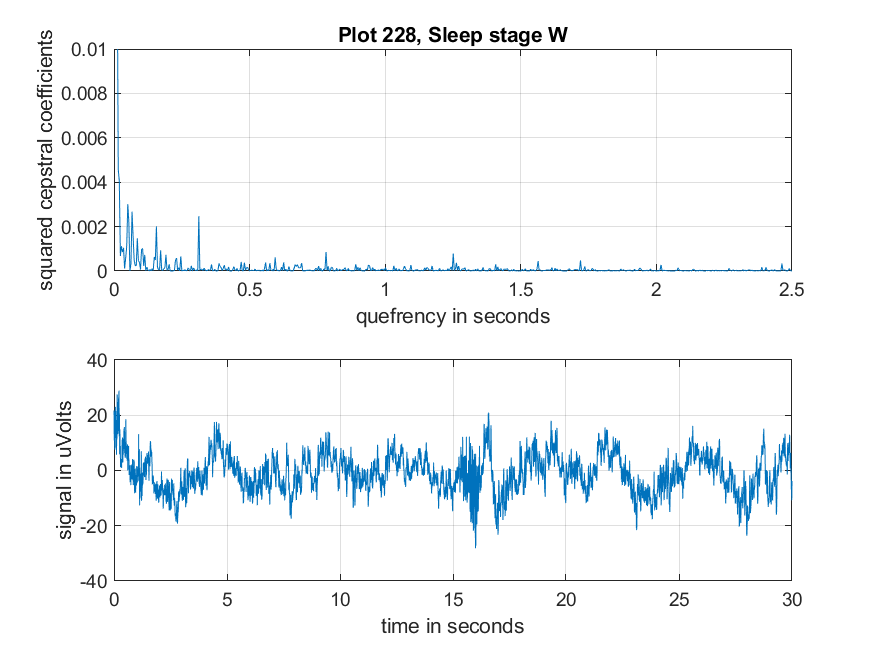 Plot 228, Sleep stage W
squared cepstral coefficients
0.01
0.008
0.006
0.004
0.002
0
0 0.5 1 1.5 2 2.5
quefrency in seconds
signal in uVolts
40
20
0
-20
-40
0 5 10 15 20 25 30
time in seconds